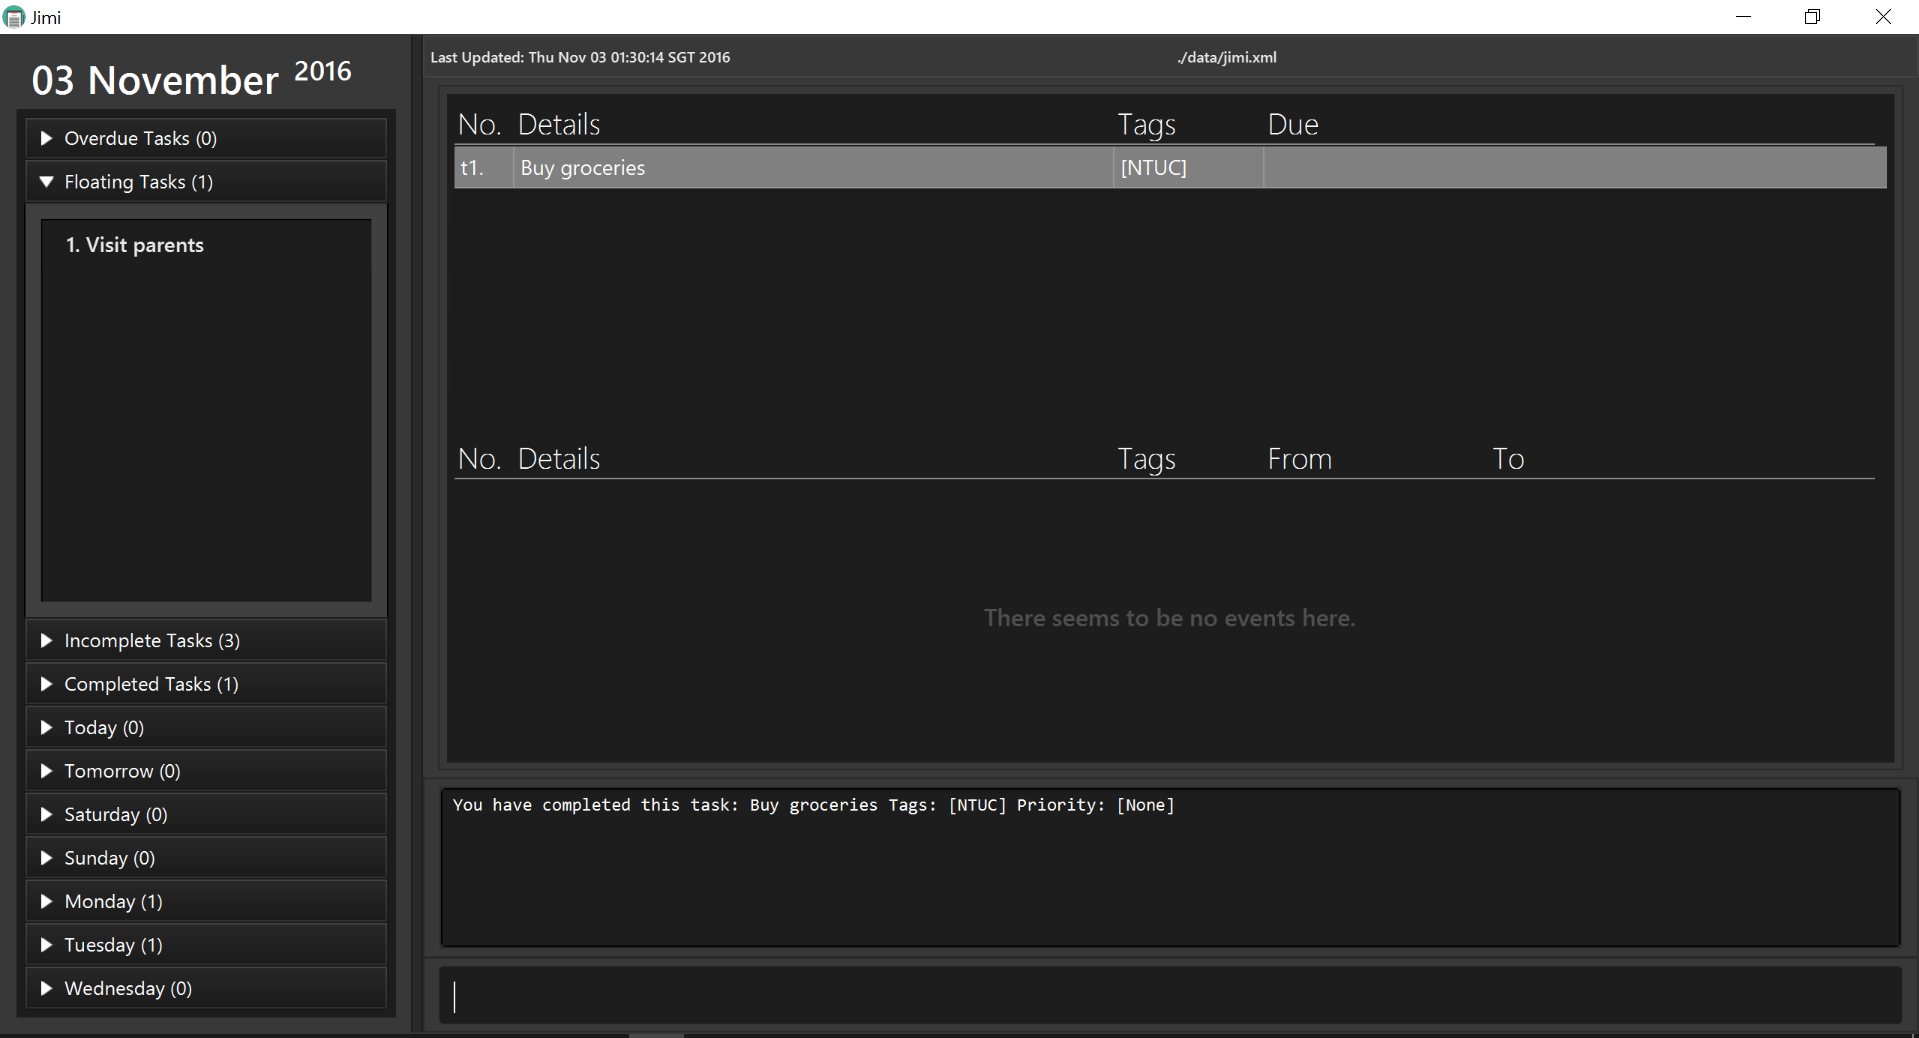 Jimi
03 November 2016
Overdue Tasks (0)
Floating Tasks (1)
1. Visit parents
Incomplete Tasks (3)
Completed Tasks (1)
Today (0)
Tomorrow (0)
Saturday (0)
Sunday (0)
Monday (1)
Tuesday (1)
Wednesday (0)
Last Updated: Thu Nov 03 01:30:14 SGT 2016 ./data/jimi.xml
No. Details Tags Due
t1. Buy groceries [NTUC]
No. Details Tags From To
There seems to be no events here.
You have completed this task: Buy groceries Tags: [NTUC] Priority: [None]